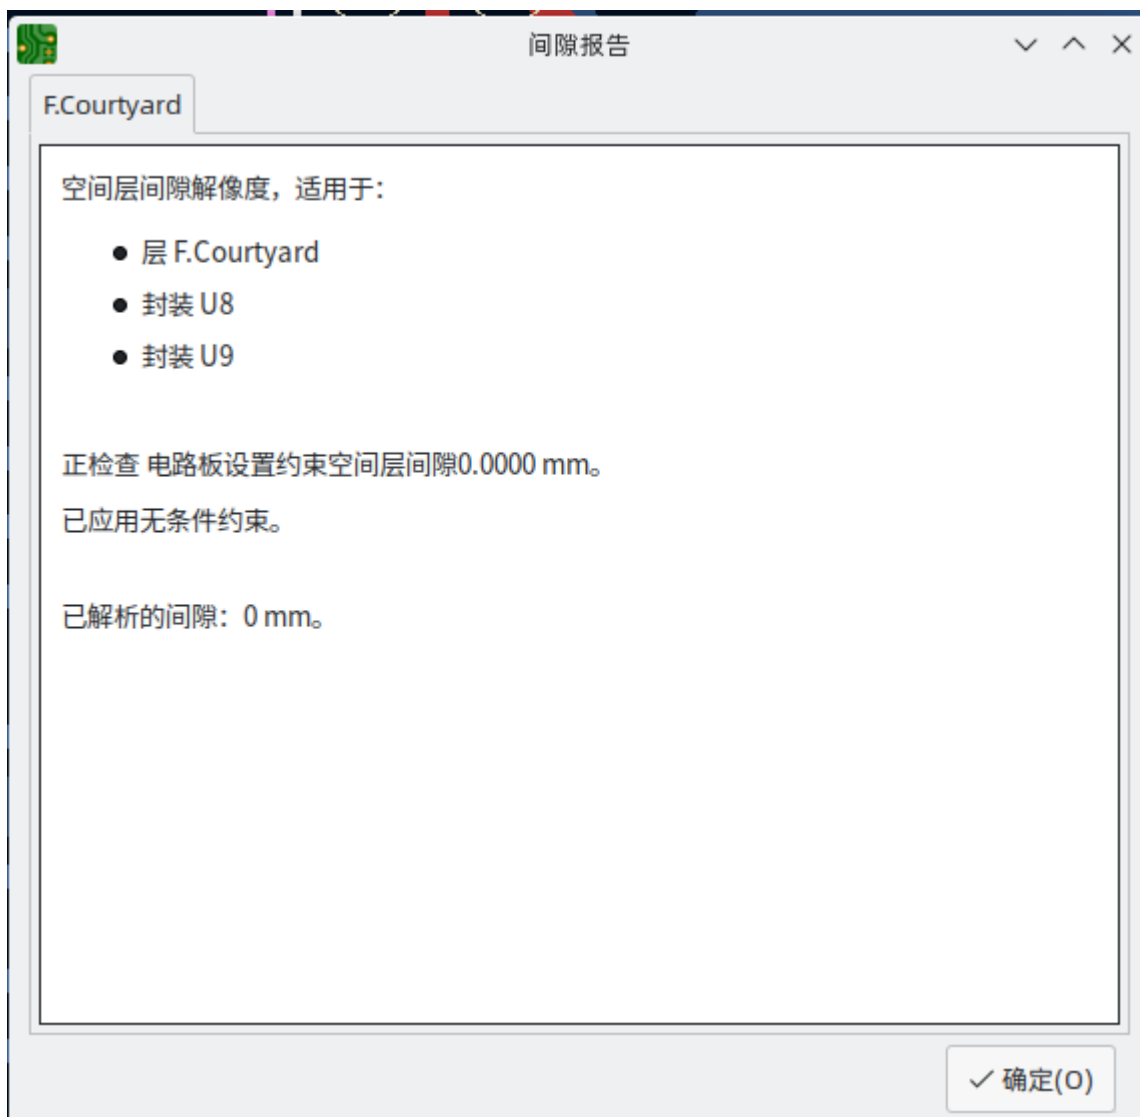 间隙报告
F.Courtyard
空间层间隙解像度，适用于：
● 层 F.Courtyard
● 封装 U8
● 封装 U9
正检查 电路板设置约束空间层间隙0.0000 mm。
已应用无条件约束。
已解析的间隙：0 mm。
确定(O)